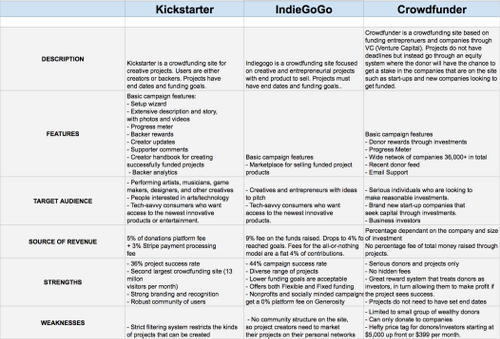 Kickstarter
IndieGoGo
Crowdfunder
DESCRIPTION
Kickstarter is a crowdfunding site for
creative projects. Users are either
creators or backers. Projects have
end dates and funding goals.
Indiegogo is a crowdfunding site focused
on creative and entrepreneurial projects
with end product to sell. Projects must
have end dates and funding goals..
Crowdfunder is a crowdfunding site based on
funding entrepreneurs and companies through
VC (Venture Capital). Projects do not have
deadlines but instead go through an equity
system where the donor will have the chance to
get a stake in the companies that are on the site
such as start-ups and new companies looking to
get funded.
FEATURES
Basic campaign features:
- Setup wizard
- Extensive description and story,
with photos and videos
- Progress meter
- Backer rewards
- Creator updates
- Supporter comments
- Creator handbook for creating
successfully funded projects
- Backer analytics
Basic campaign features
- Marketplace for selling funded project
products
Basic campaign features
- Donor rewards through investments
- Progress Meter
- Wide network of companies 36,000+ in total
- Recent donor feed
- Email Support
TARGET AUDIENCE
- Performing artists, musicians, game
makers, designers, and other creatives
- People interested in arts/technology
- Tech-savvy consumers who want
access to the newest innovative
products or entertainment.
- Creatives and entrepreneurs with ideas
to pitch
- Tech-savvy consumers who want
access to the newest innovative
products.
- Serious individuals who are looking to
make reasonable investments.
- Brand new start-up companies that
seek capital through investments.
- Business investors
SOURCE OF REVENUE
5% of donations platform fee
+ 3% Stripe payment processing
fee
9% fee on the funds raised. Drops to 4% fo
reached goals. Fees for the all-or-nothing
model are a flat 4% of contributions.
Percentage dependant on the company and size
of investment
No percentage fee of total money raised through
projects.
STRENGTHS
- 36% project success rate
- Second largest crowdfunding site (13
million
visitors per month)
- Strong branding and recognition
- Robust community of users
- 44% campaign success rate
- Diverse range of projects
- Lower funding goals are acceptable
- Offers both Flexible and Fixed funding
- Nonprofits and socially minded campaigns
get a 0% platform fee on Generosity
- Serious donors and projects only
- No hidden fees
- Great reward system that treats donors as
investors, in turn allowing them to make profit if
the project sees success.
- Projects do not need to have set end dates
WEAKNESSES
- Strict filtering system restricts the kinds
of projects that can be created
- No community structure on the site,
so project creators need to market
their projects on their personal networks
- Limited to small group of wealthy donors
- Can only donate to companies
- Hefty price tag for donors/investors starting at
$5,000 up front or $399 per month.